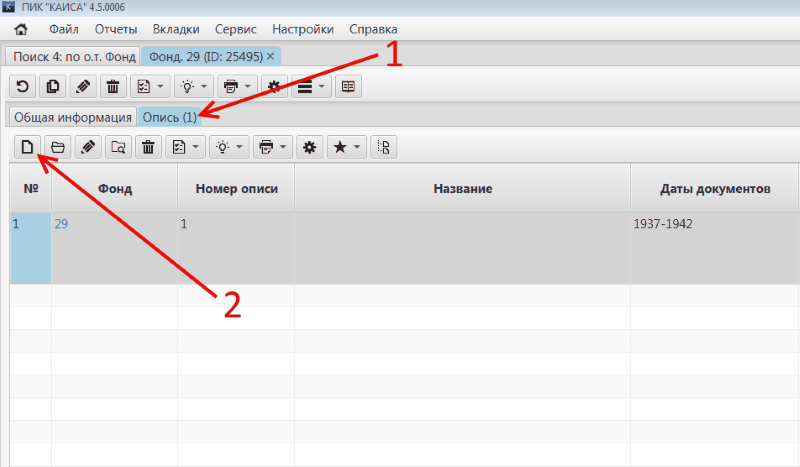 ПИК "КАИСА" 4.5.0006
Файл Отчеты Вкладки Сервис Настройки Справка
Поиск 4: по о.т. Фонд Фонд. 29 (ID: 25495) ×
1
Общая информация Опись (1)
№ Фонд Номер описи Название Даты документов
1 29 1 1937-1942
2